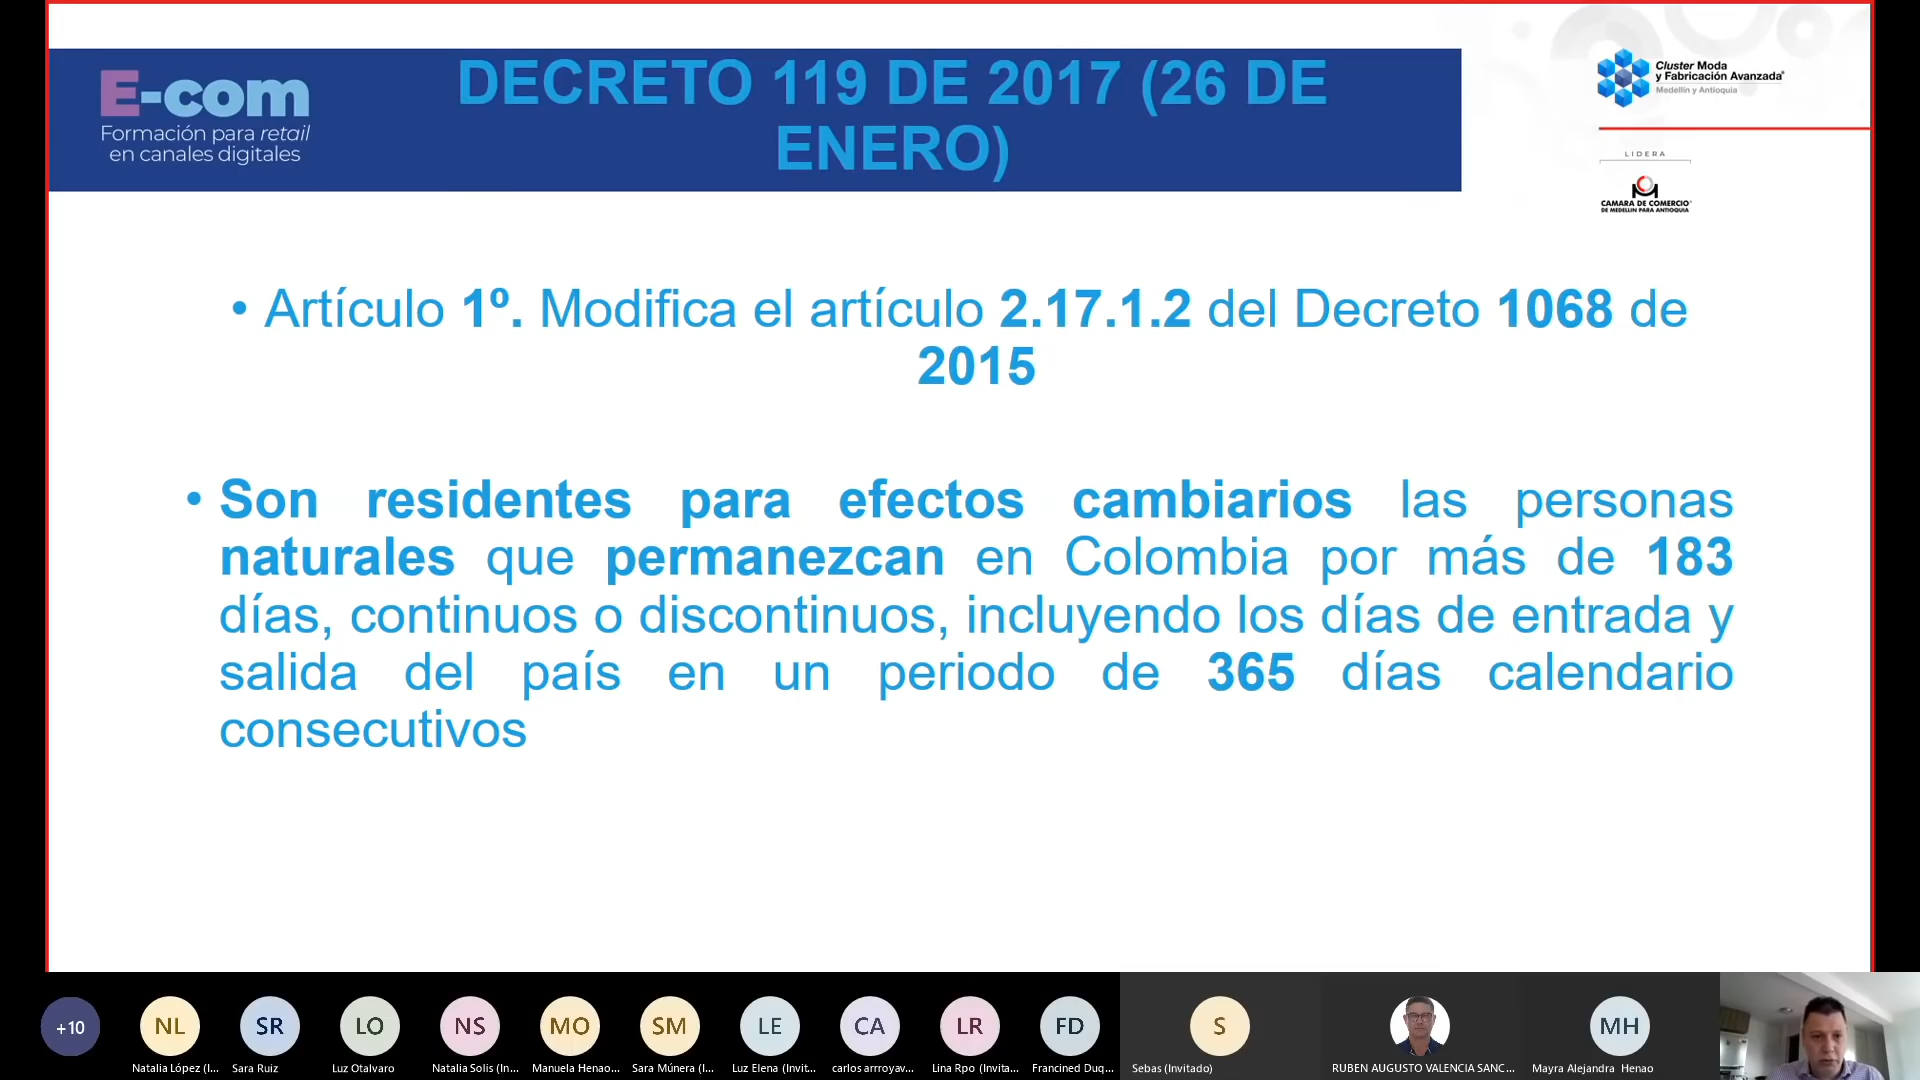 E-com
Formación para retail
en canales digitales
DECRETO 119 DE 2017 (26 DE
ENERO)
Cluster Moda
y Fabricación Avanzada
Medellín y Antioquia
LIDERA
CAMARA DE COMERCIO
DE MEDELLIN PARA ANTIOQUIA
• Artículo 1º. Modifica el artículo 2.17.1.2 del Decreto 1068 de
2015
• Son residentes para efectos cambiarios las personas
naturales que permanezcan en Colombia por más de 183
días, continuos o discontinuos, incluyendo los días de entrada y
salida del país en un periodo de 365 días calendario
consecutivos
+10
NL
SR
LO
NS
MO
SM
LE
CA
LR
FD
S
MH
Natalia López (I...
Sara Ruiz
Luz Otalvaro
Natalia Solis (In...
Manuela Henao...
Sara Múnera (I...
Luz Elena (Invit...
carlos arrroyav...
Lina Rpo (Invita...
Francined Duq...
Sebas (Invitado)
RUBEN AUGUSTO VALENCIA SANC...
Mayra Alejandra Henao